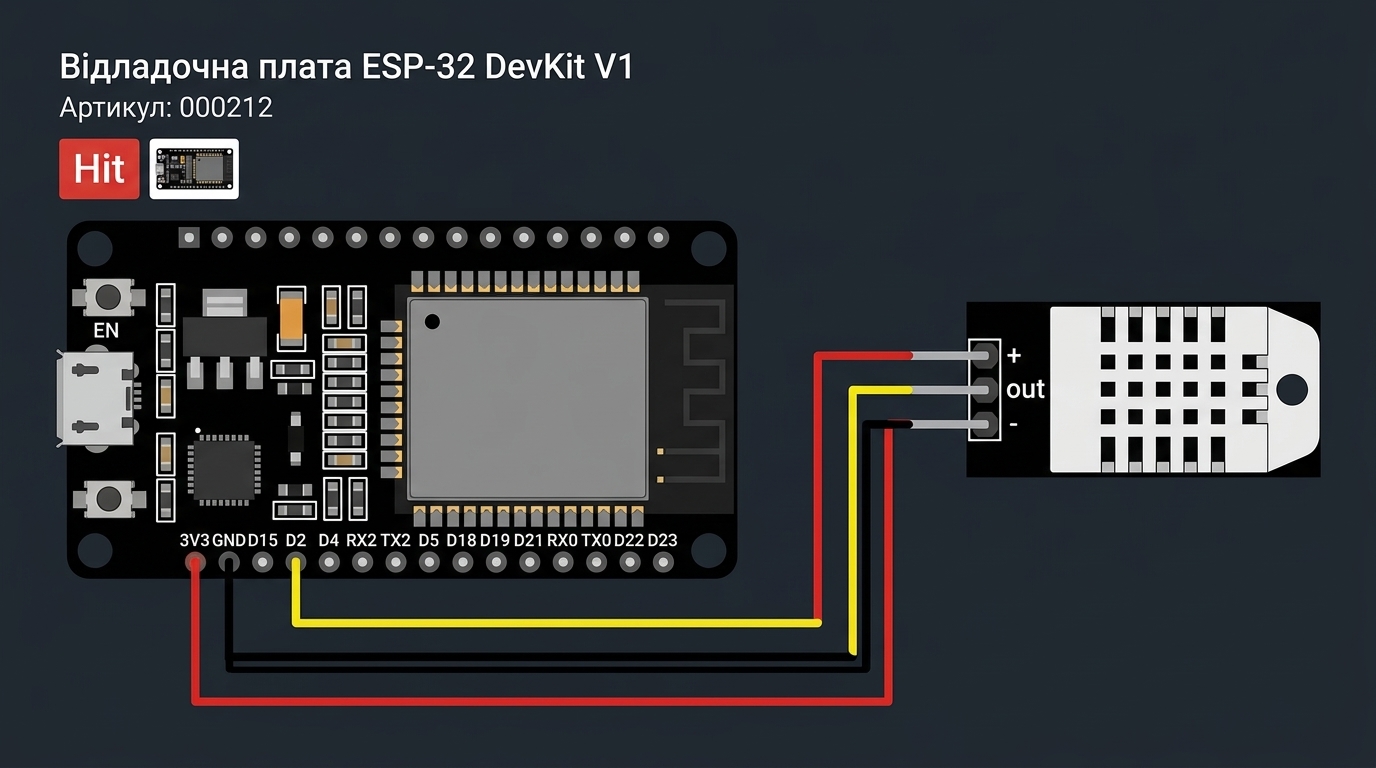 Відладочна плата ESP-32 DevKit V1
Артикул: 000212
Hit
EN
+
out
-
3V3 GND D15 D2 D4 RX2 TX2 D5 D18 D19 D21 RX0 TX0 D22 D23